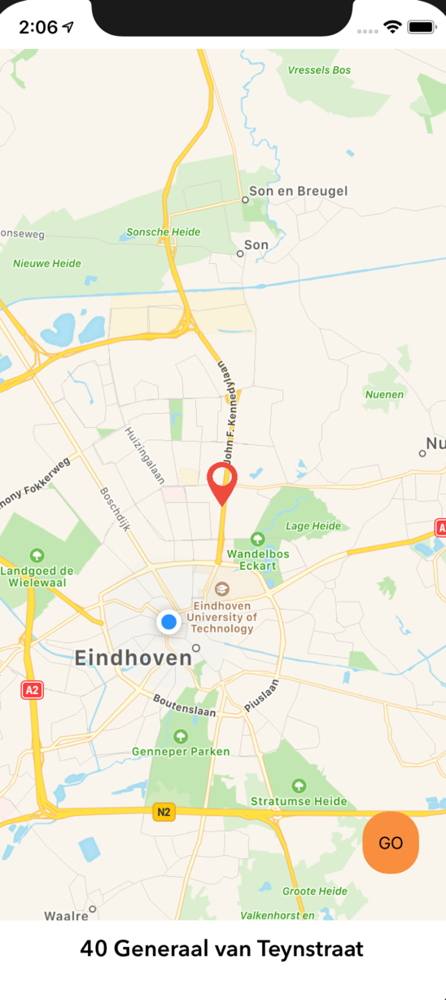 2:06
Vressels Bos
Son en Breugel
onseweg
Sonsche Heide
Son
Nieuwe Heide
John F. Kennedylaan
Nuenen
Huizingalaan
Nu
hony Fokkerweg
Boschdijk
A
Lage Heide
Wandelbos
Eckart
Landgoed de
Wielewaal
Eindhoven
University of
Technology
Eindhoven
A2
Boutenslaan
Piuslaan
Genneper Parken
Stratumse Heide
N2
GO
Groote Heide
Waalre
Valkenhorst en
40 Generaal van Teynstraat